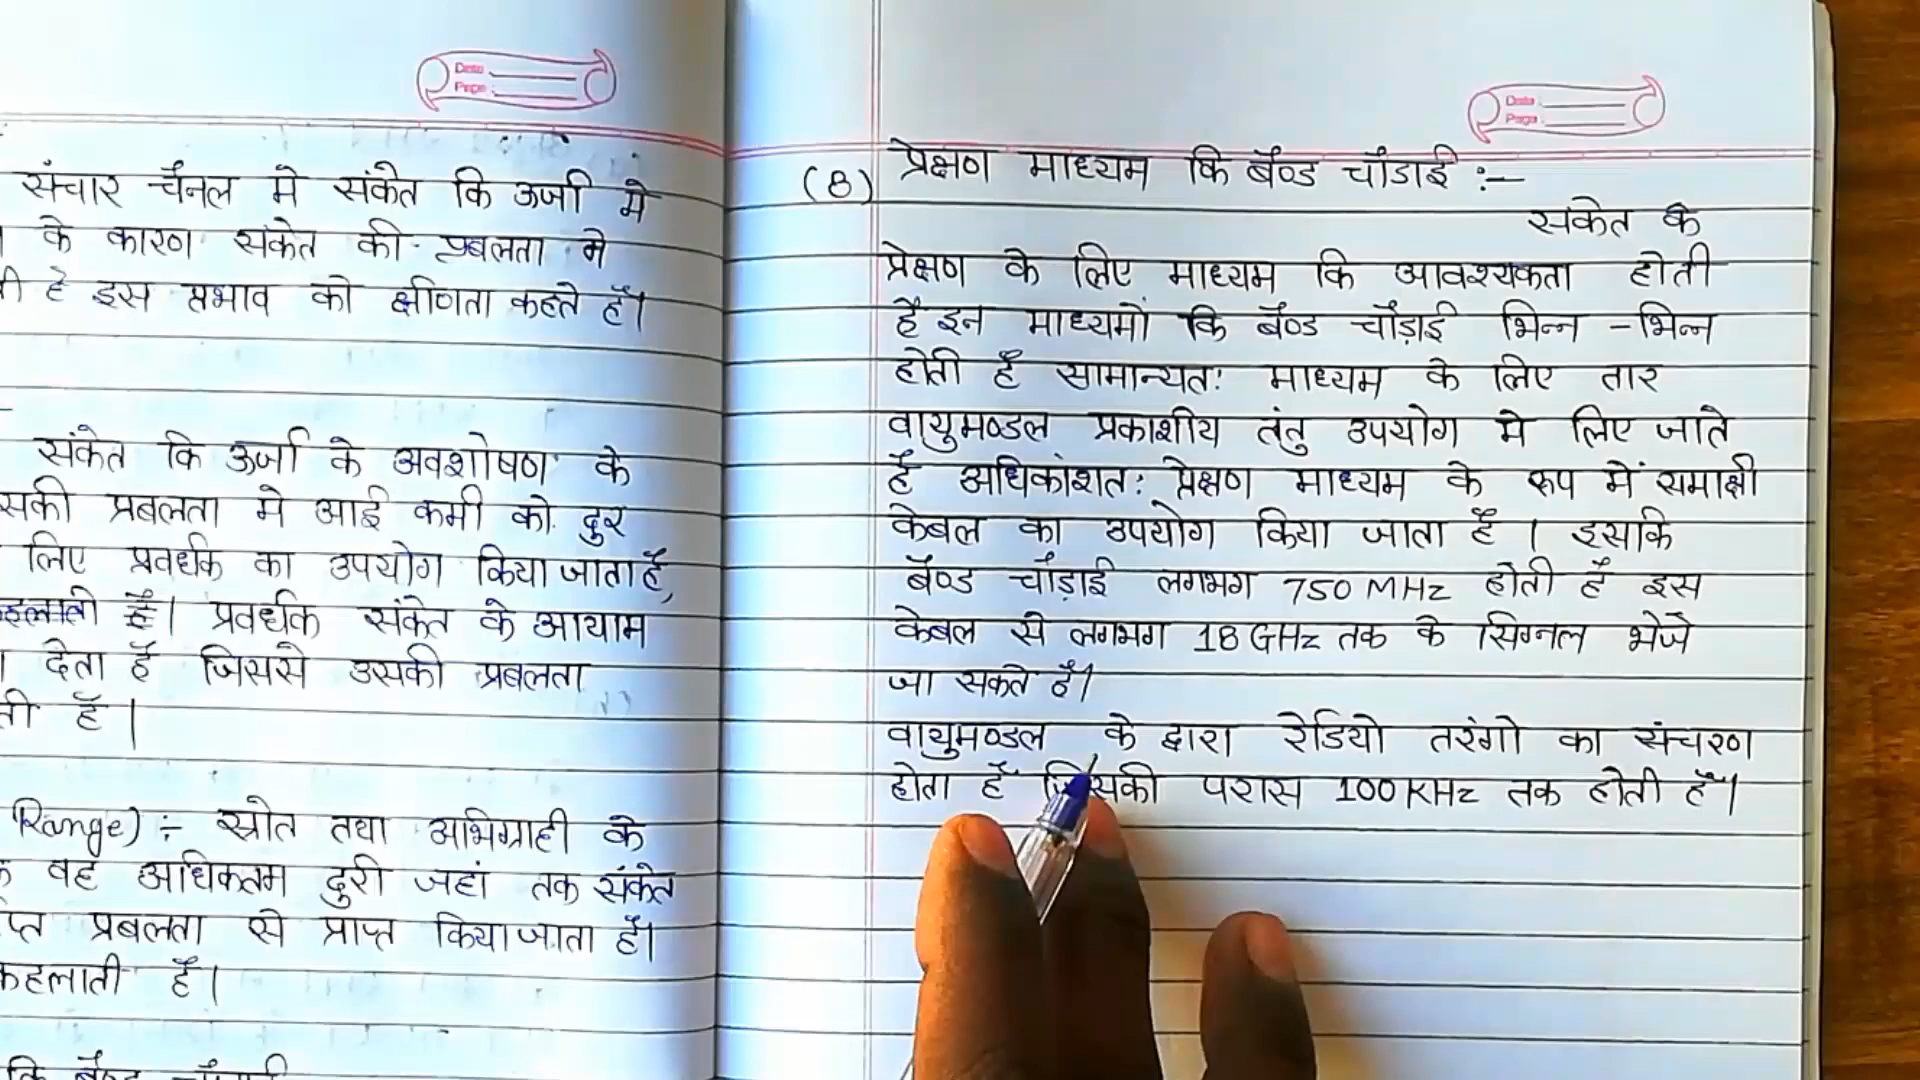 Date
Page
संचार चैनल मे संकेत कि ऊर्जा मे
के कारण संकेत की प्रबलता मे
है इस प्रभाव को क्षीणता कहते हैं।
संकेत कि ऊर्जा के अवशोषण के
प्रबलता मे आई कमी को दुर
लिए प्रवर्धक का उपयोग किया जाता है,
है। प्रवर्धक संकेत के आयाम
देता है जिससे उसकी प्रबलता
है।
Range) :- स्रोत तथा अभिग्राही के
वह अधिकतम दुरी जहां तक संकेत
प्रबलता से प्राप्त किया जाता है।
कहलाती है।
कि बैण्ड चौडाई
Date
Page
(8) प्रेक्षण माध्यम कि बैण्ड चौडाई :-
संकेत के
प्रेक्षण के लिए माध्यम कि आवश्यकता होती
है इन माध्यमों कि बैण्ड चौड़ाई भिन्न - भिन्न
होती है सामान्यत: माध्यम के लिए तार
वायुमण्डल प्रकाशीय तंतु उपयोग मे लिए जाते
है अधिकांशत: प्रेक्षण माध्यम के रूप में समाक्षी
केबल का उपयोग किया जाता है । इसकि
बैण्ड चौड़ाई लगभग 750 MHz होती है इस
केबल से लगभग 18 GHz तक के सिग्नल भेजे
जा सकते है।
वायुमण्डल के द्वारा रेडियो तरंगो का संचरण
होता है जिसकी परास 100 KHz तक होती है।